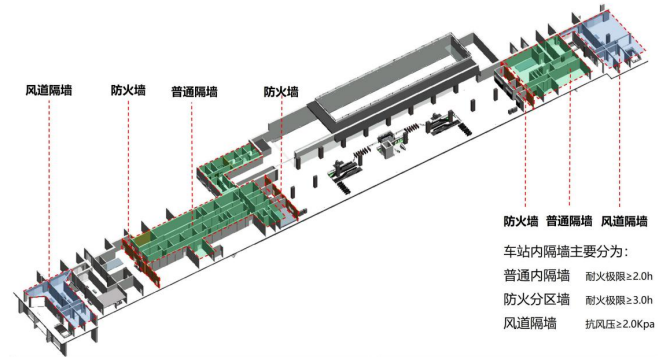 风道隔墙 防火墙 普通隔墙 防火墙
防火墙 普通隔墙 风道隔墙
车站内隔墙主要分为：
普通内隔墙 耐火极限≥2.0h
防火分区墙 耐火极限≥3.0h
风道隔墙 抗风压≥2.0Kpa